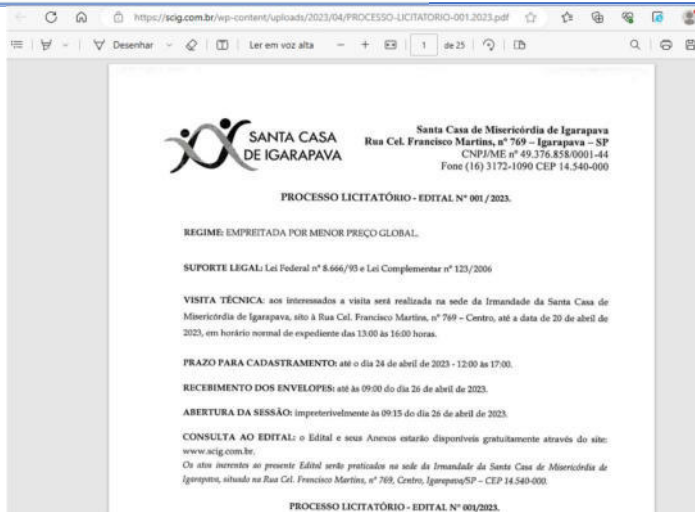 https://scig.com.br/wp-content/uploads/2023/04/PROCESSO-LICITATORIO-001.2023.pdf
Desenhar
Ler em voz alta
1 de 25
SANTA CASA
DE IGARAPAVA
Santa Casa de Misericórdia de Igarapava
Rua Cel. Francisco Martins, nº 769 – Igarapava – SP
CNPJ/ME nº 49.376.858/0001-44
Fone (16) 3172-1090 CEP 14.540-000
PROCESSO LICITATÓRIO - EDITAL Nº 001 / 2023.
REGIME: EMPREITADA POR MENOR PREÇO GLOBAL.
SUPORTE LEGAL: Lei Federal nº 8.666/93 e Lei Complementar nº 123/2006
VISITA TÉCNICA: aos interessados a visita será realizada na sede da Irmandade da Santa Casa de
Misericórdia de Igarapava, sito à Rua Cel. Francisco Martins, nº 769 – Centro, até a data de 20 de abril de
2023, em horário normal de expediente das 13:00 às 16:00 horas.
PRAZO PARA CADASTRAMENTO: até o dia 24 de abril de 2023 - 12:00 às 17:00.
RECEBIMENTO DOS ENVELOPES: até às 09:00 do dia 26 de abril de 2023.
ABERTURA DA SESSÃO: impreterivelmente às 09:15 do dia 26 de abril de 2023.
CONSULTA AO EDITAL: o Edital e seus Anexos estarão disponíveis gratuitamente através do site:
www.scig.com.br.
Os atos inerentes ao presente Edital serão praticados na sede da Irmandade da Santa Casa de Misericórdia de
Igarapava, situado na Rua Cel. Francisco Martins, nº 769, Centro, Igarapava/SP – CEP 14.540-000.
PROCESSO LICITATÓRIO - EDITAL Nº 001/2023.